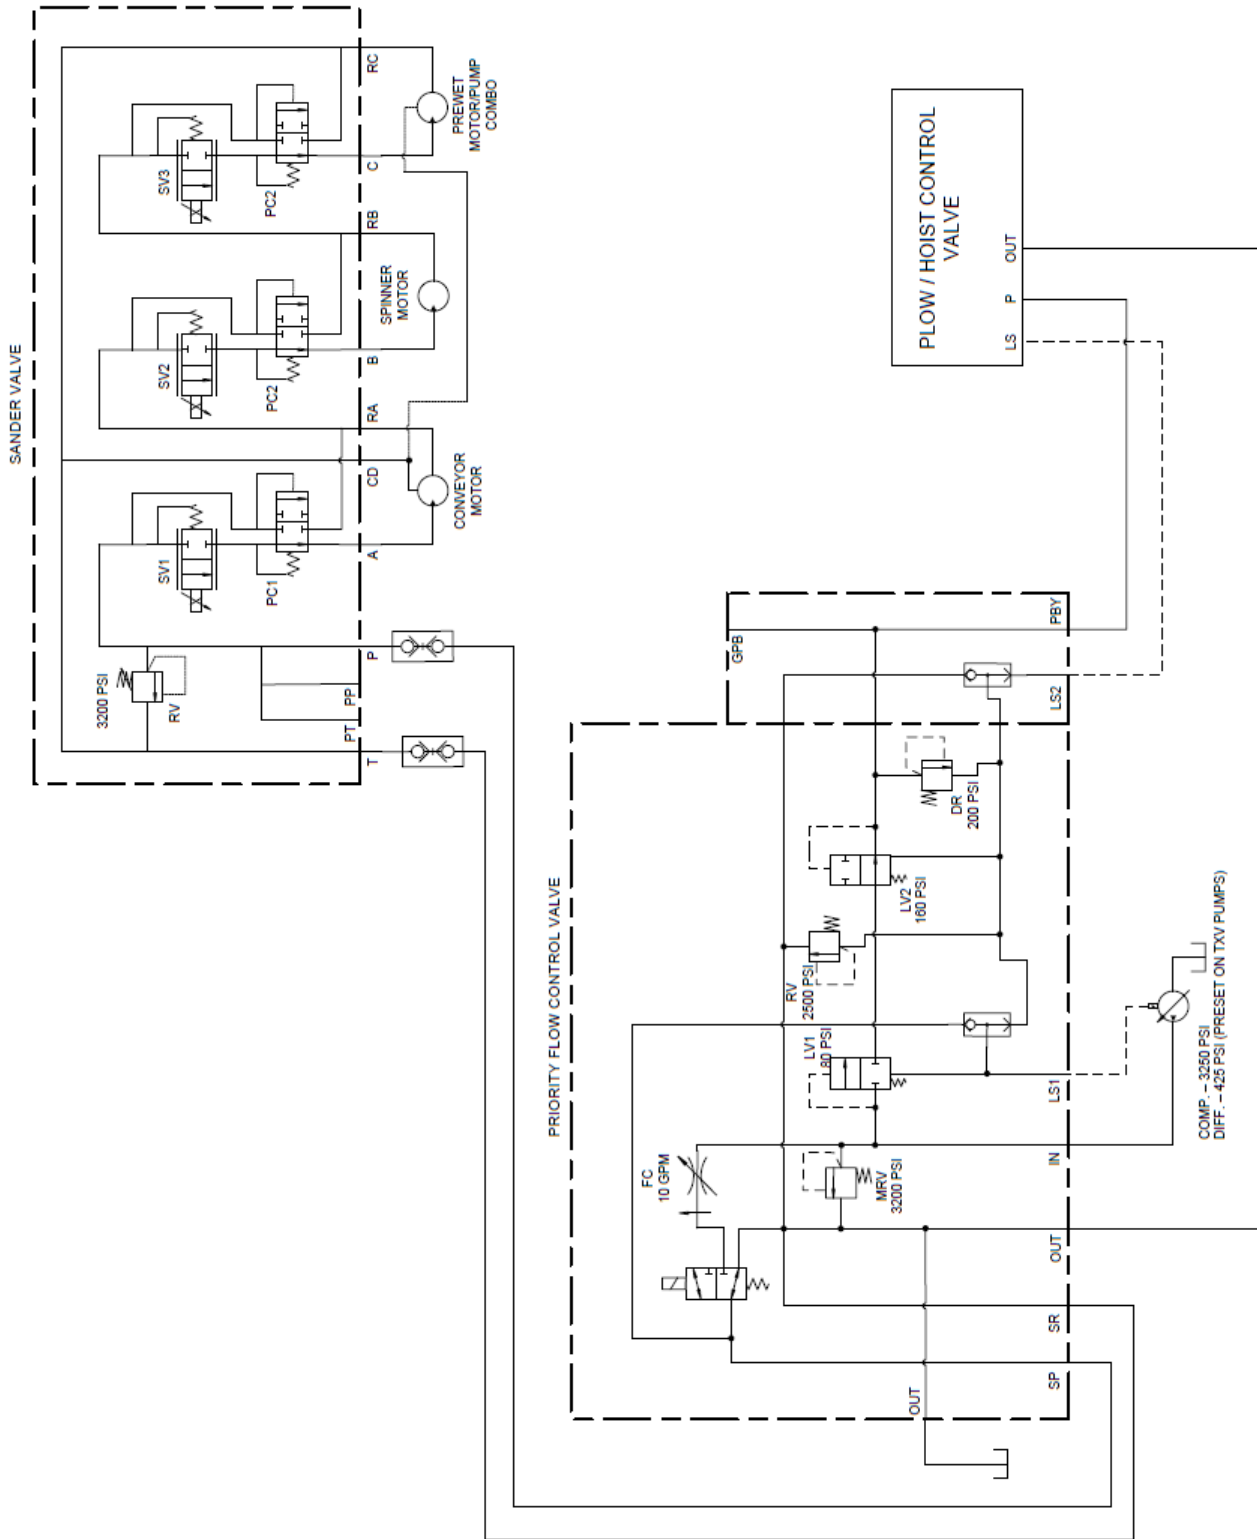 SANDER VALVE
3200 PSI
RV
SV1
PC1
SV2
PC2
SV3
PC2
T
PT
PP
P
A
CD
RA
B
RB
C
RC
CONVEYOR
MOTOR
SPINNER
MOTOR
PREWET
MOTOR/PUMP
COMBO
PRIORITY FLOW CONTROL VALVE
FC
10 GPM
MRV
3200 PSI
LV1
80 PSI
RV
2500 PSI
LV2
160 PSI
DR
200 PSI
GPB
OUT
SP
SR
OUT
IN
LS1
LS2
PBY
COMP. – 3250 PSI
DIFF. – 425 PSI (PRESET ON TXV PUMPS)
PLOW / HOIST CONTROL
VALVE
LS
P
OUT